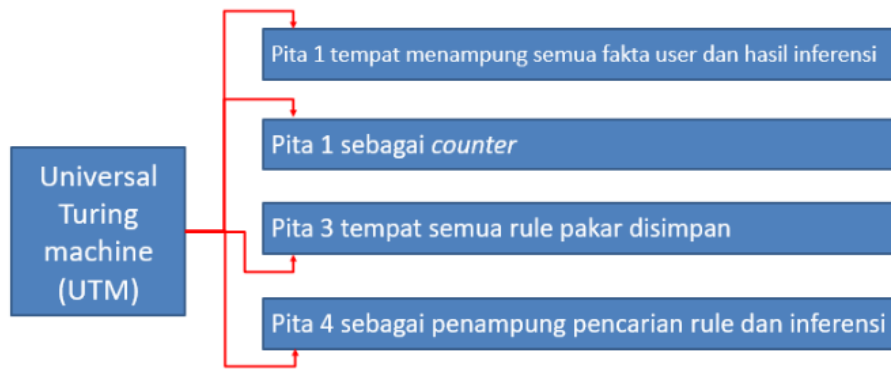 Pita 1 tempat menampung semua fakta user dan hasil inferensi
Pita 1 sebagai counter
Universal
Turing
machine
(UTM)
Pita 3 tempat semua rule pakar disimpan
Pita 4 sebagai penampung pencarian rule dan inferensi